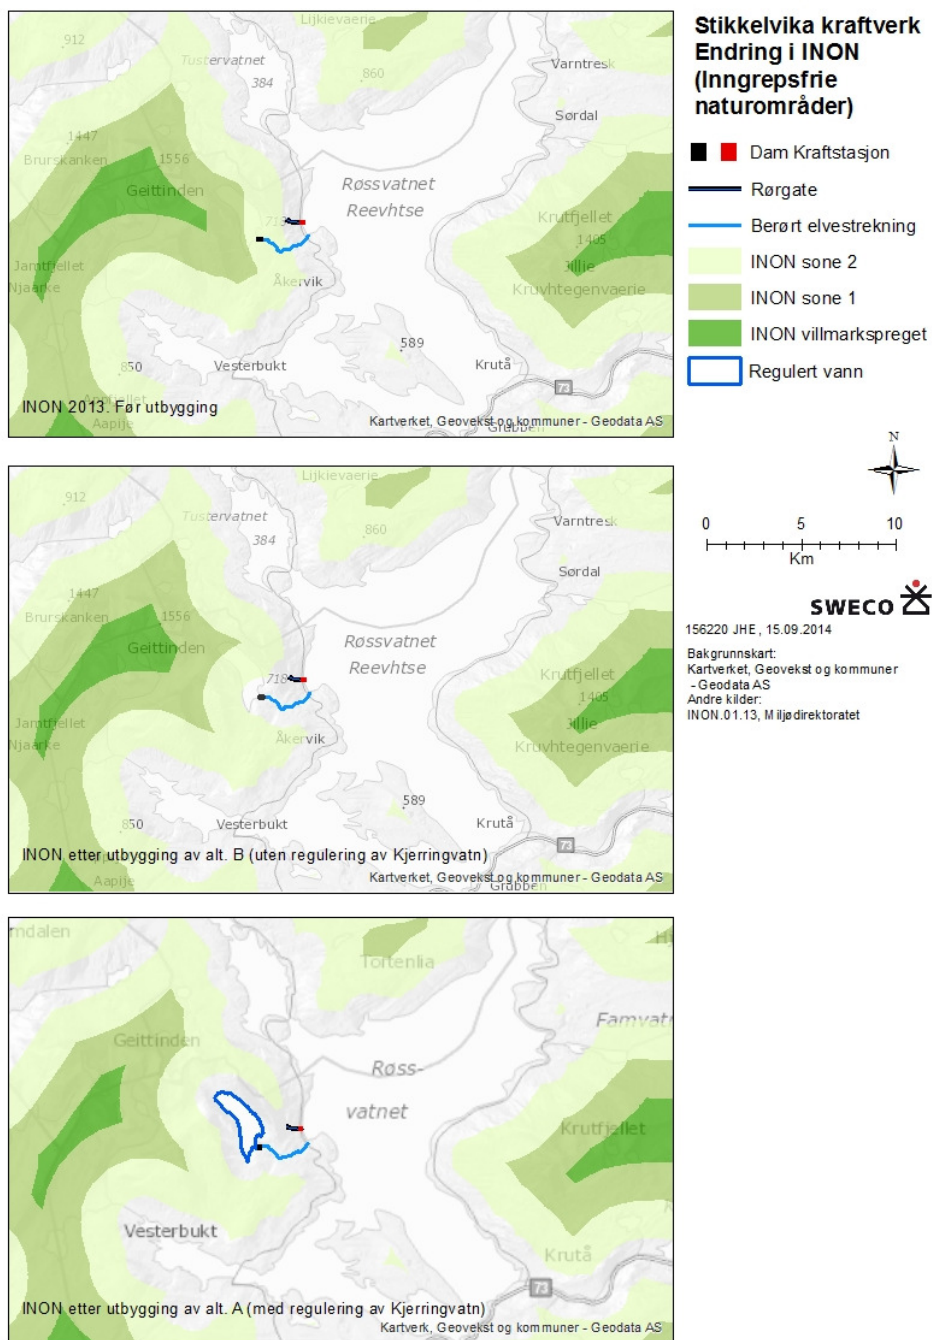 Stikkelvika kraftverk
Endring i INON
(Inngrepsfrie
naturområder)
Dam Kraftstasjon
Rørgate
Berørt elvestrekning
INON sone 2
INON sone 1
INON villmarkspreget
Regulert vann
N
0 5 10
Km
SWECO
156220 JHE, 15.09.2014
Bakgrunnskart:
Kartverket, Geovekst og kommuner
- Geodata AS
Andre kilder:
INON.01.13, Miljødirektoratet
912
Lijkievaerie
Tustervatnet
384
860
Varntresk
Sørdal
1447
Brurskanken
1556
Geittinden
Røssvatnet
Reevhtse
Krutfjellet
1405
Jillie
Kruvhtegenvaerie
Jamtfjellet
Njaarke
Åkervik
850
Vesterbukt
589
Krutå
73
Aapije
Grubben
INON 2013. Før utbygging
Kartverket, Geovekst og kommuner - Geodata AS
912
Lijkievaerie
Tustervatnet
384
860
Varntresk
Sørdal
1447
Brurskanken
1556
Geittinden
Røssvatnet
Reevhtse
718
Krutfjellet
1405
Jillie
Kruvhtegenvaerie
Jamtfjellet
Njaarke
Åkervik
850
Vesterbukt
589
Krutå
73
Aapije
Grubben
INON etter utbygging av alt. B (uten regulering av Kjerringvatn)
Kartverket, Geovekst og kommuner - Geodata AS
mdalen
Tortenlia
Geittinden
Røss-
vatnet
Famvatn
Krutfjellet
Vesterbukt
Krutå
73
INON etter utbygging av alt. A (med regulering av Kjerringvatn)
Kartverk, Geovekst og kommuner - Geodata AS